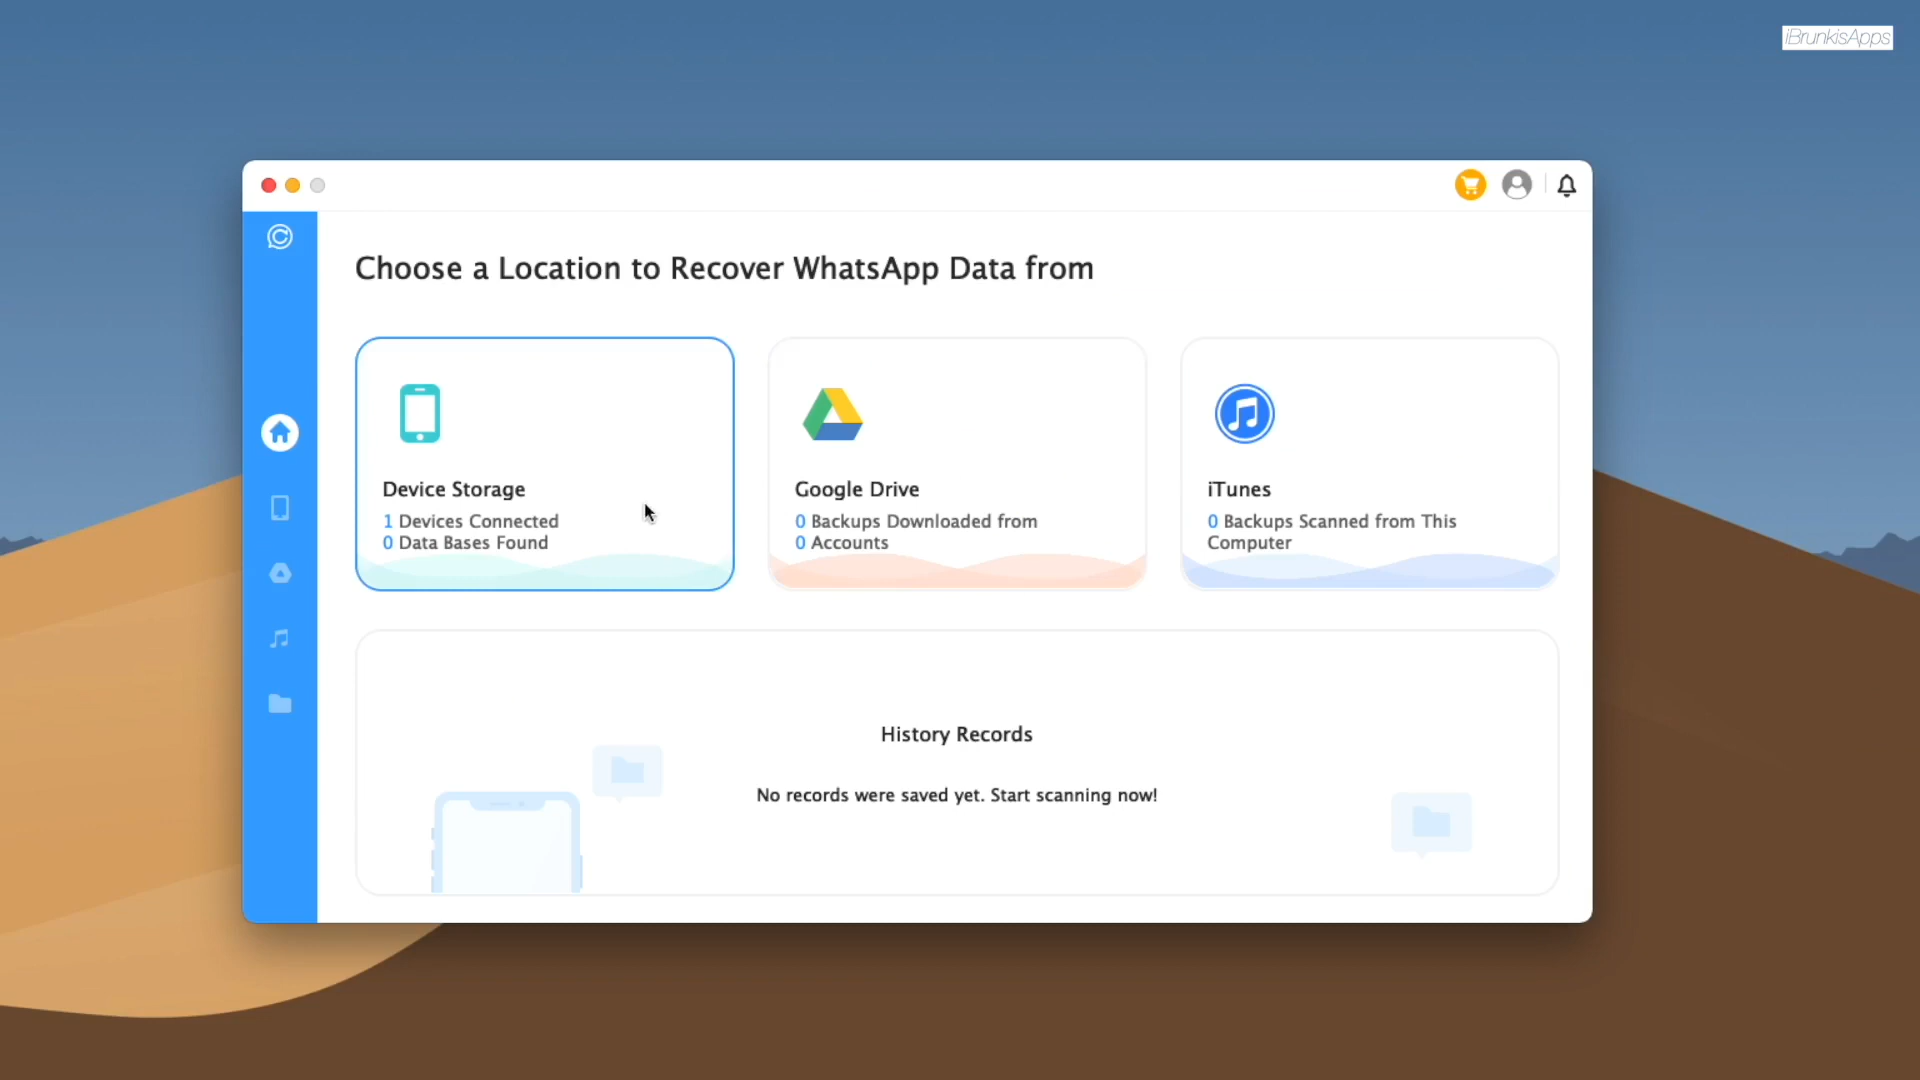 iBrunkisApps
Choose a Location to Recover WhatsApp Data from
Device Storage
1 Devices Connected
0 Data Bases Found
Google Drive
0 Backups Downloaded from
0 Accounts
iTunes
0 Backups Scanned from This
Computer
History Records
No records were saved yet. Start scanning now!